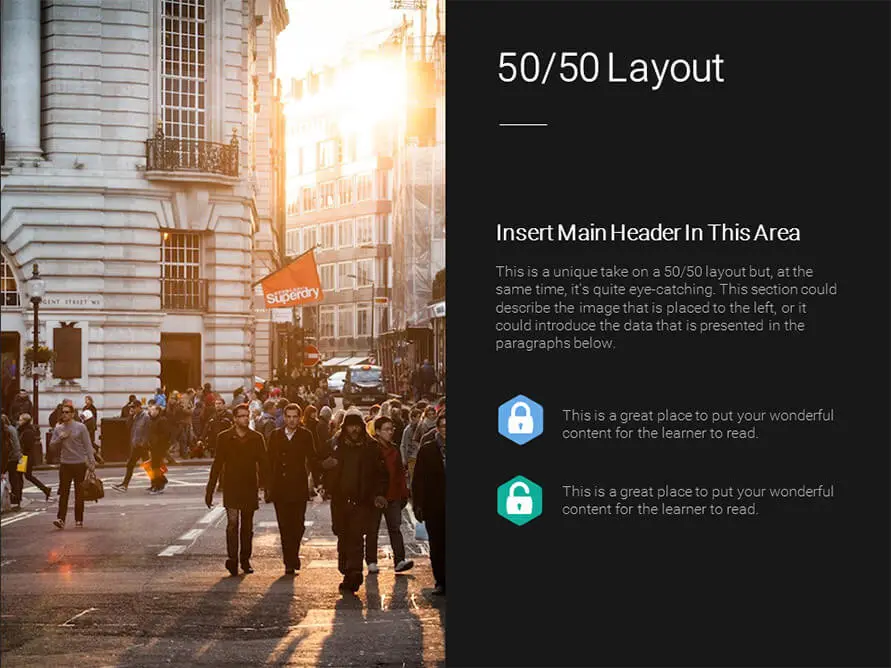 GENT STREET W1
Superdry.
50/50 Layout
Insert Main Header In This Area
This is a unique take on a 50/50 layout but, at the
same time, it's quite eye-catching. This section could
describe the image that is placed to the left, or it
could introduce the data that is presented in the
paragraphs below.
This is a great place to put your wonderful
content for the learner to read.
This is a great place to put your wonderful
content for the learner to read.